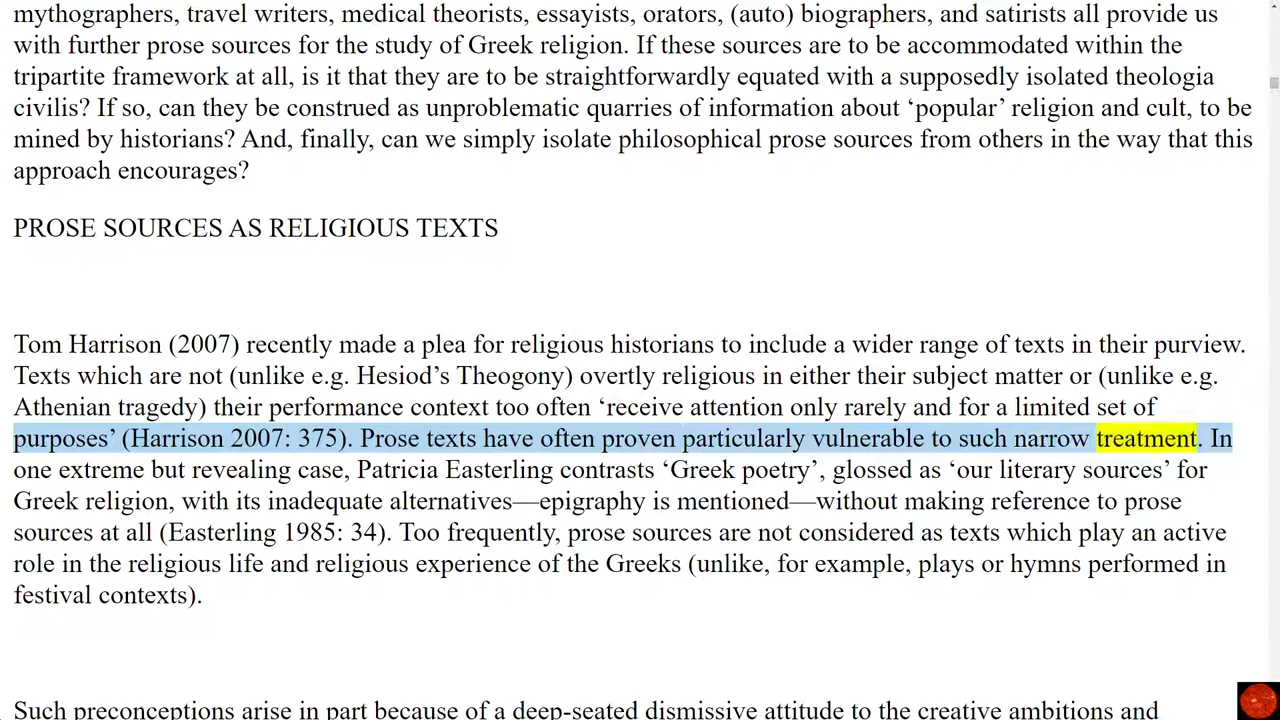 mythographers, travel writers, medical theorists, essayists, orators, (auto) biographers, and satirists all provide us
with further prose sources for the study of Greek religion. If these sources are to be accommodated within the
tripartite framework at all, is it that they are to be straightforwardly equated with a supposedly isolated theologia
civilis? If so, can they be construed as unproblematic quarries of information about ‘popular’ religion and cult, to be
mined by historians? And, finally, can we simply isolate philosophical prose sources from others in the way that this
approach encourages?
PROSE SOURCES AS RELIGIOUS TEXTS
Tom Harrison (2007) recently made a plea for religious historians to include a wider range of texts in their purview.
Texts which are not (unlike e.g. Hesiod’s Theogony) overtly religious in either their subject matter or (unlike e.g.
Athenian tragedy) their performance context too often ‘receive attention only rarely and for a limited set of
purposes’ (Harrison 2007: 375). Prose texts have often proven particularly vulnerable to such narrow treatment. In
one extreme but revealing case, Patricia Easterling contrasts ‘Greek poetry’, glossed as ‘our literary sources’ for
Greek religion, with its inadequate alternatives—epigraphy is mentioned—without making reference to prose
sources at all (Easterling 1985: 34). Too frequently, prose sources are not considered as texts which play an active
role in the religious life and religious experience of the Greeks (unlike, for example, plays or hymns performed in
festival contexts).
Such preconceptions arise in part because of a deep-seated dismissive attitude to the creative ambitions and